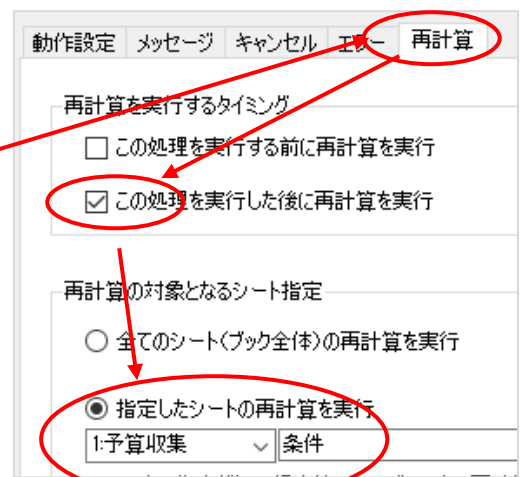 動作設定 メッセージ キャンセル エラー 再計算
再計算を実行するタイミング
この処理を実行する前に再計算を実行
この処理を実行した後に再計算を実行
再計算の対象となるシート指定
全てのシート(ブック全体)の再計算を実行
指定したシートの再計算を実行
1:予算収集 条件